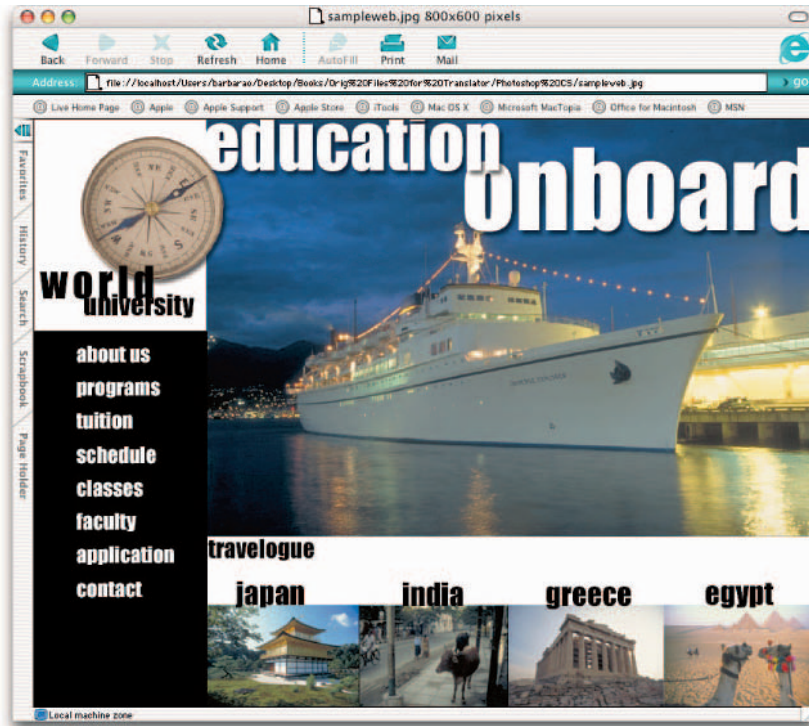 sampleweb.jpg 800x600 pixels
Back Forward Stop Refresh Home AutoFill Print Mail
Address: file://localhost/Users/barbarao/Desktop/Books/Orig%20Files%20for%20Translator/Photoshop%20CS/sampleweb.jpg go
Live Home Page Apple Apple Support Apple Store iTools Mac OS X Microsoft MacTopia Office for Macintosh MSN
Favorites
History
Search
Scrapbook
Page Holder
education
onboard
world
university
about us
programs
tuition
schedule
classes
faculty
application
contact
travelogue
japan india greece egypt
Local machine zone